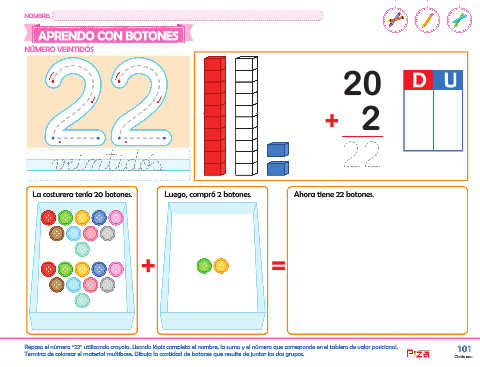 NOMBRE
APRENDO CON BOTONES
NÚMERO VEINTIDÓS
22
veintidós
20
+ 2
22
D U
La costurera tenía 20 botones.
Luego, compró 2 botones.
Ahora tiene 22 botones.
+
=
Repasa el número "22" utilizando crayola. Usando lápiz completa el nombre, la suma y el número que corresponde en el tablero de valor posicional.
Termina de colorear el material multibase. Dibuja la cantidad de botones que resulte de juntar los dos grupos.
101